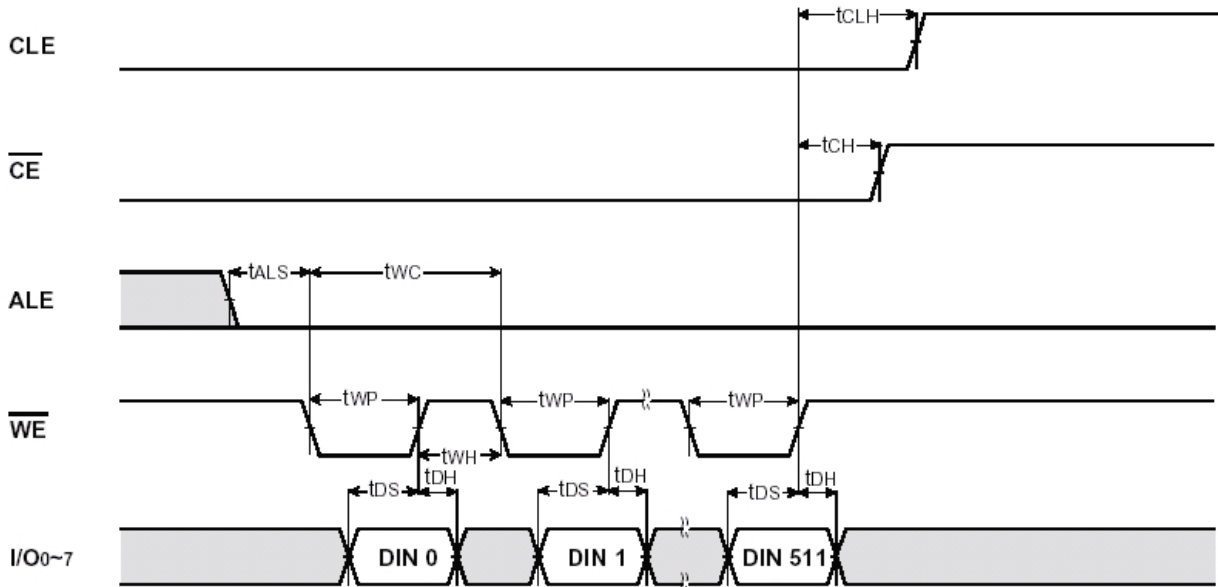 tCLH
CLE
tCH
CE
tALS
tWC
ALE
tWP
tWP
tWP
WE
tWH
tDS
tDH
tDS
tDH
tDS
tDH
I/O0~7
DIN 0
DIN 1
DIN 511